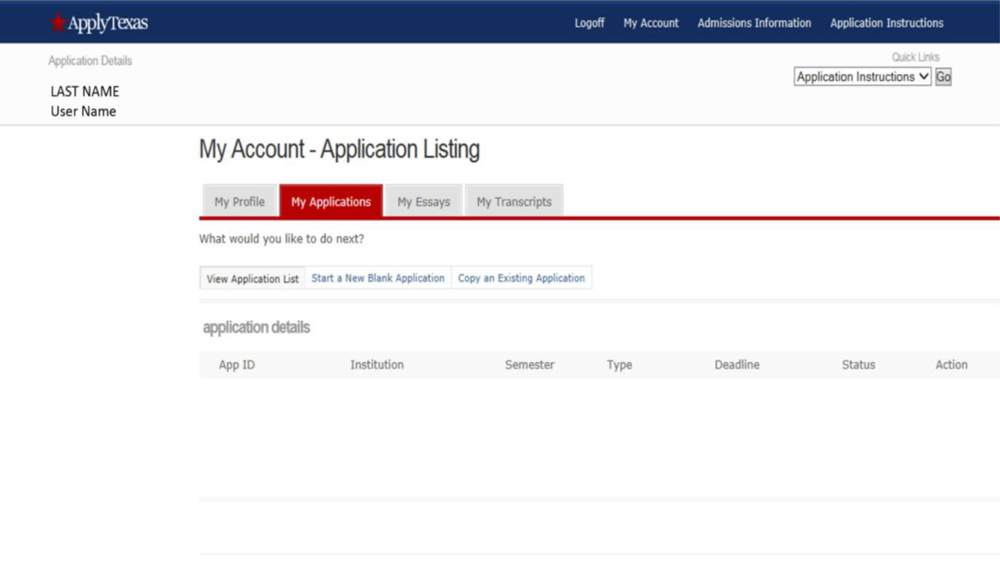 ApplyTexas
Logoff My Account Admissions Information Application Instructions
Application Details
Quick Links
Application Instructions Go
LAST NAME
User Name
My Account - Application Listing
My Profile My Applications My Essays My Transcripts
What would you like to do next?
View Application List Start a New Blank Application Copy an Existing Application
application details
App ID Institution Semester Type Deadline Status Action